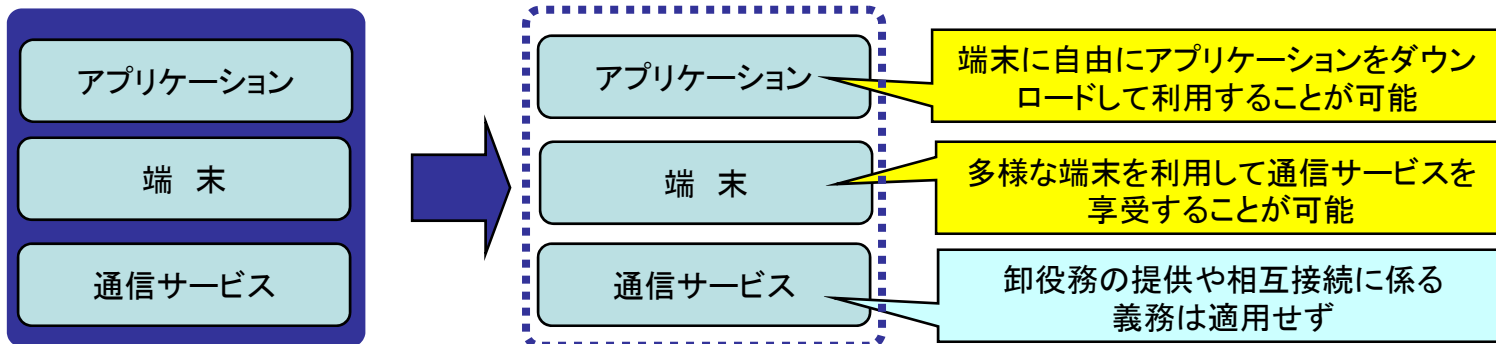 アプリケーション
端　末
通信サービス
アプリケーション
端　末
通信サービス
端末に自由にアプリケーションをダウン
ロードして利用することが可能
多様な端末を利用して通信サービスを
享受することが可能
卸役務の提供や相互接続に係る
義務は適用せず